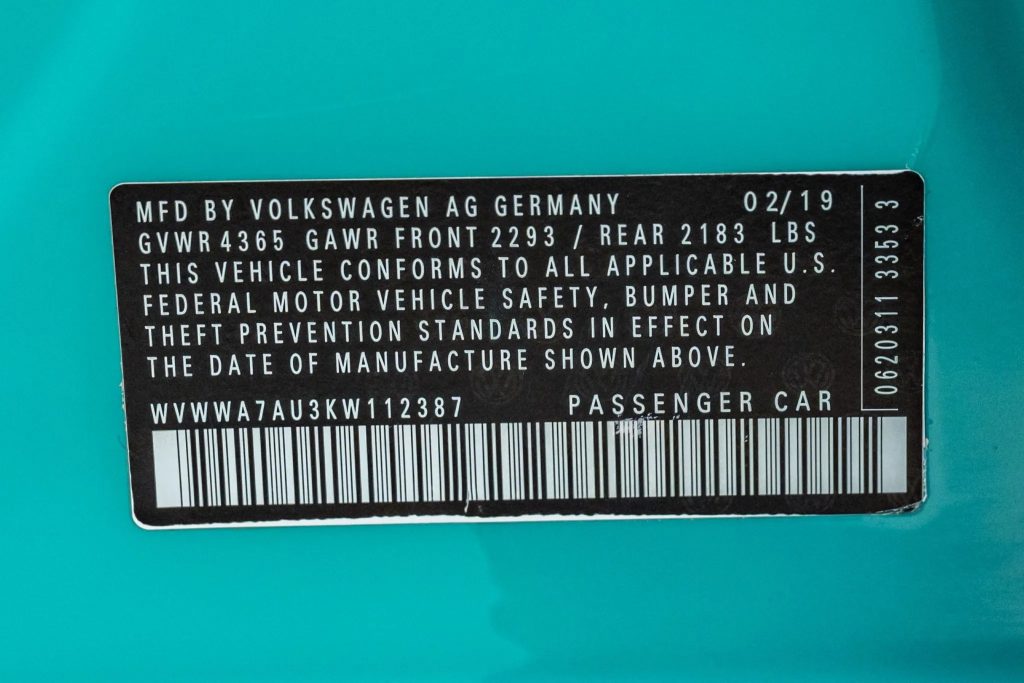 MFD BY VOLKSWAGEN AG GERMANY 02/19
GVWR 4365 GAWR FRONT 2293 / REAR 2183 LBS
THIS VEHICLE CONFORMS TO ALL APPLICABLE U.S.
FEDERAL MOTOR VEHICLE SAFETY, BUMPER AND
THEFT PREVENTION STANDARDS IN EFFECT ON
THE DATE OF MANUFACTURE SHOWN ABOVE.
WVWWA7AU3KW112387 PASSENGER CAR
0620311 3353 3